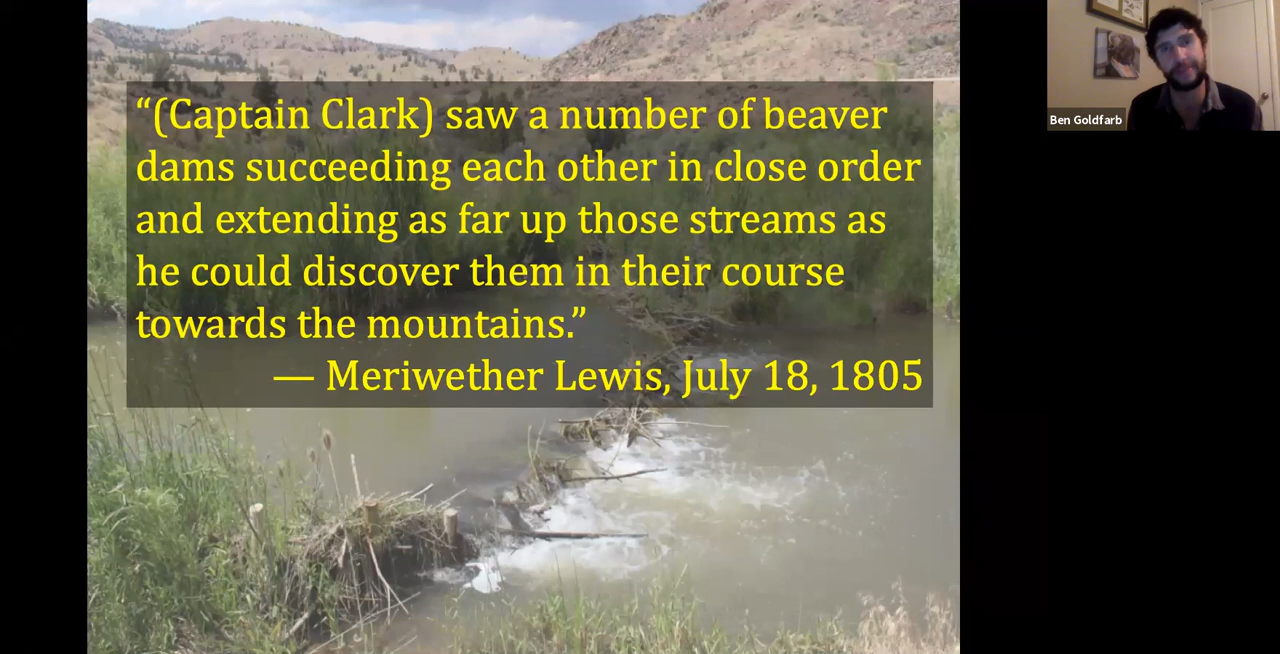 “(Captain Clark) saw a number of beaver
dams succeeding each other in close order
and extending as far up those streams as
he could discover them in their course
towards the mountains.”
— Meriwether Lewis, July 18, 1805
Ben Goldfarb